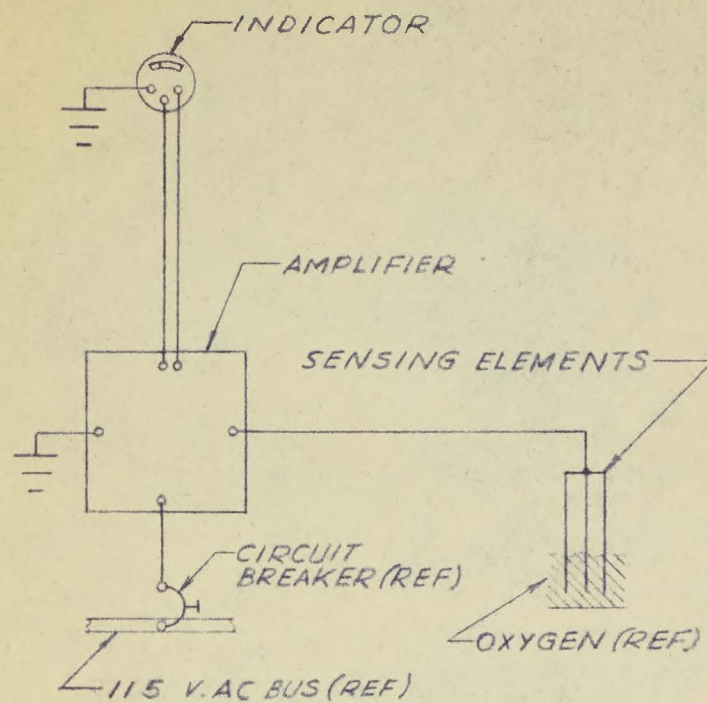 INDICATOR
AMPLIFIER
SENSING ELEMENTS
CIRCUIT
BREAKER (REF)
OXYGEN (REF)
115 V. AC BUS (REF)